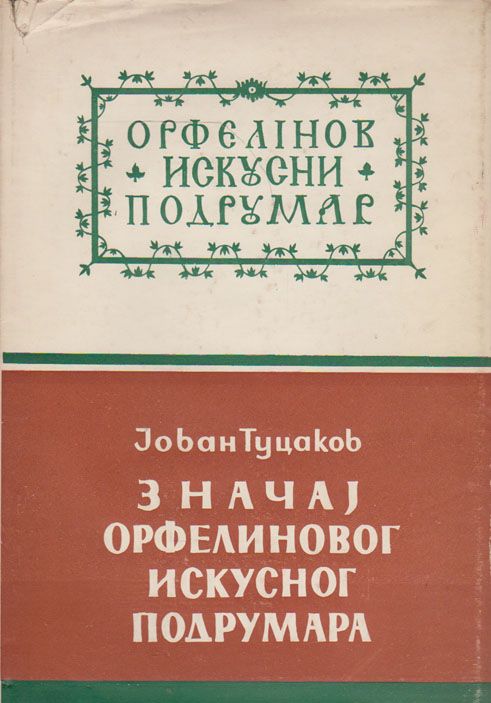 ОРФЕЛІНОВ
ИСКУСНИ
ПОДРУМАР
Јован Туцаков
ЗНАЧАЈ
ОРФЕЛИНОВОГ
ИСКУСНОГ
ПОДРУМАРА